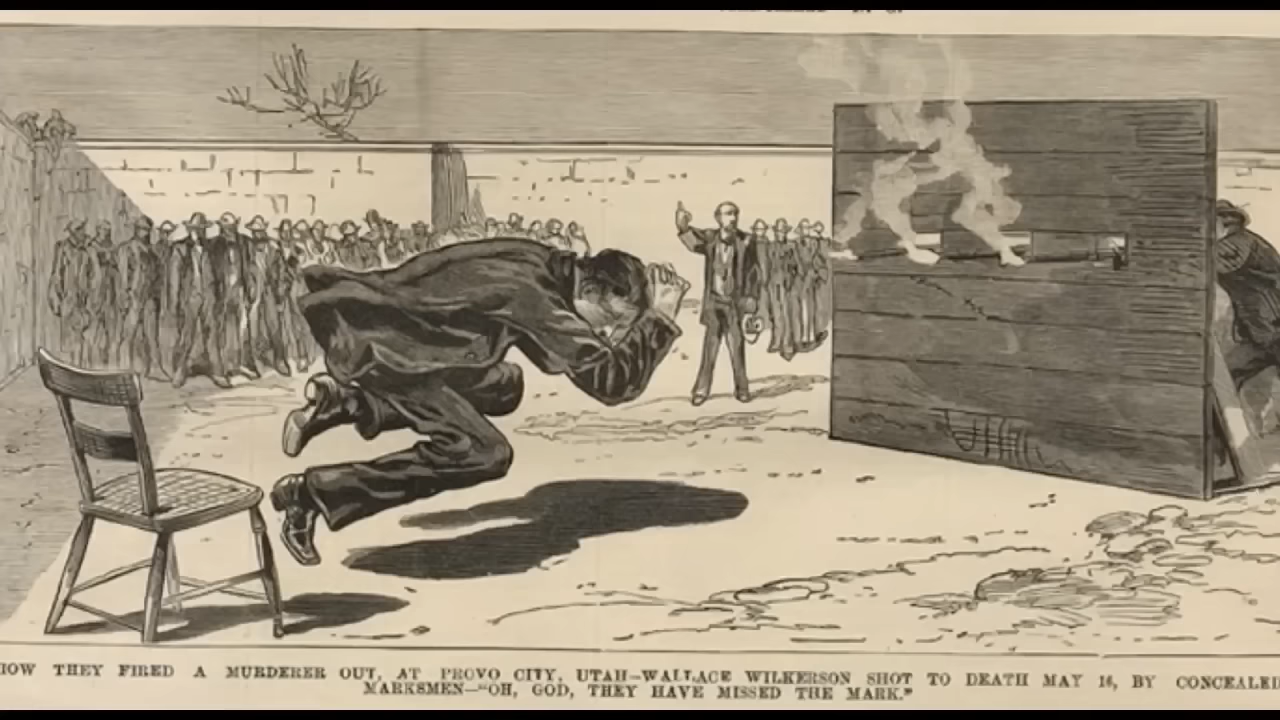 HOW THEY FIRED A MURDERER OUT, AT PROVO CITY, UTAH—WALLACE WILKERSON SHOT TO DEATH MAY 16, BY CONCEALED
MARKSMEN—"OH, GOD, THEY HAVE MISSED THE MARK."